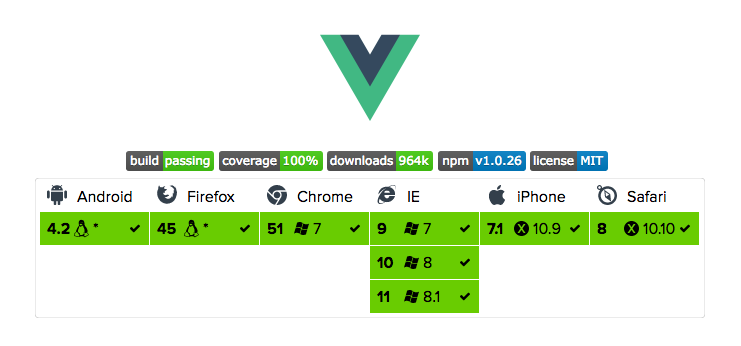 build passing coverage 100% downloads 964k npm v1.0.26 license MIT
Android Firefox Chrome IE iPhone Safari
4.2 * 45 * 51 7 9 7 7.1 10.9 8 10.10
10 8
11 8.1